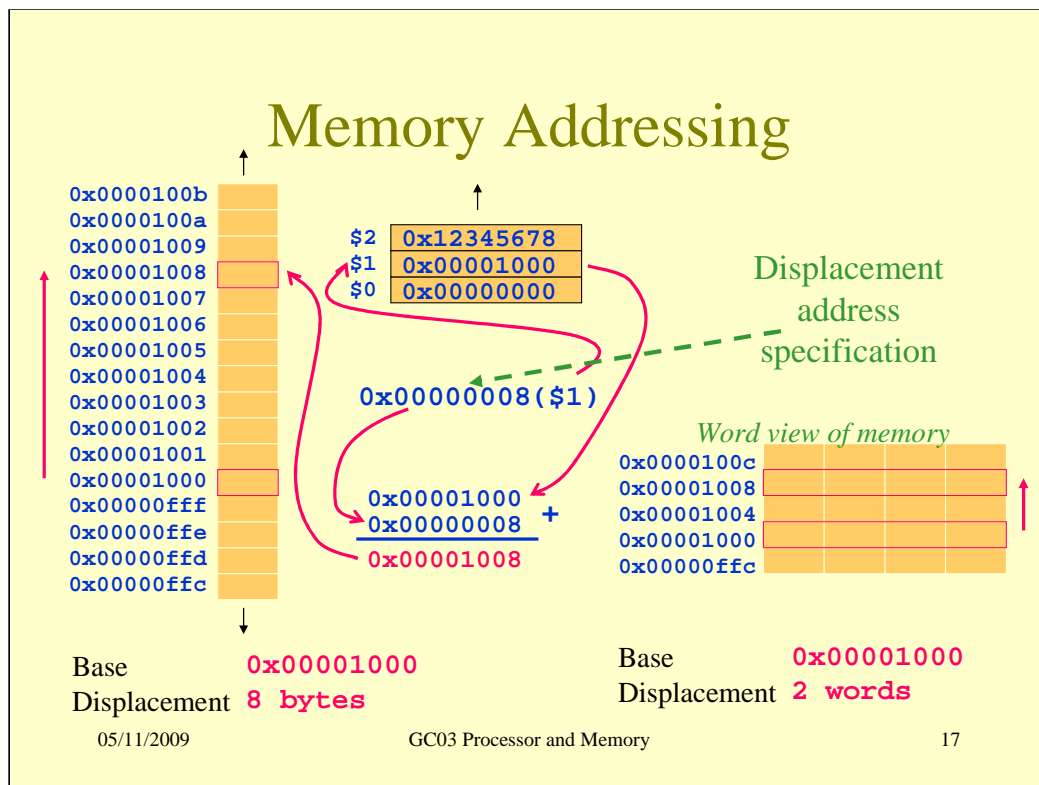 Memory Addressing
0x0000100b
0x0000100a
0x00001009
0x00001008
0x00001007
0x00001006
0x00001005
0x00001004
0x00001003
0x00001002
0x00001001
0x00001000
0x00000fff
0x00000ffe
0x00000ffd
0x00000ffc
$2 0x12345678
$1 0x00001000
$0 0x00000000
Displacement
address
specification
0x00000008($1)
0x00001000
0x00000008 +
0x00001008
Word view of memory
0x0000100c
0x00001008
0x00001004
0x00001000
0x00000ffc
Base 0x00001000
Displacement 8 bytes
Base 0x00001000
Displacement 2 words
05/11/2009 GC03 Processor and Memory 17